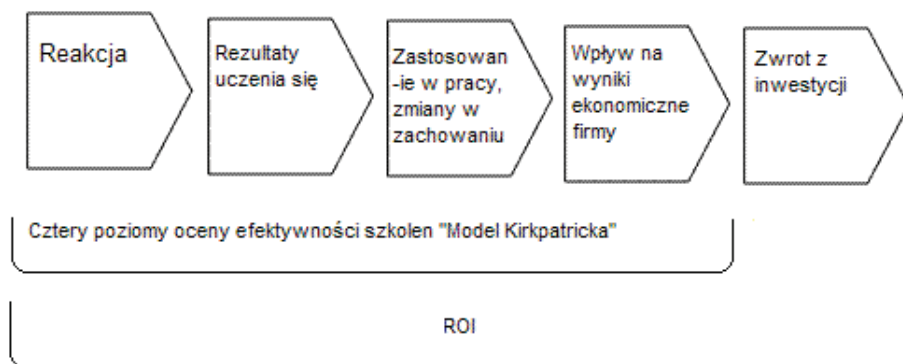 Reakcja
Rezultaty
uczenia się
Zastosowan
-ie w pracy,
zmiany w
zachowaniu
Wpływ na
wyniki
ekonomiczne
firmy
Zwrot z
inwestycji
Cztery poziomy oceny efektywności szkolen "Model Kirkpatricka"
ROI